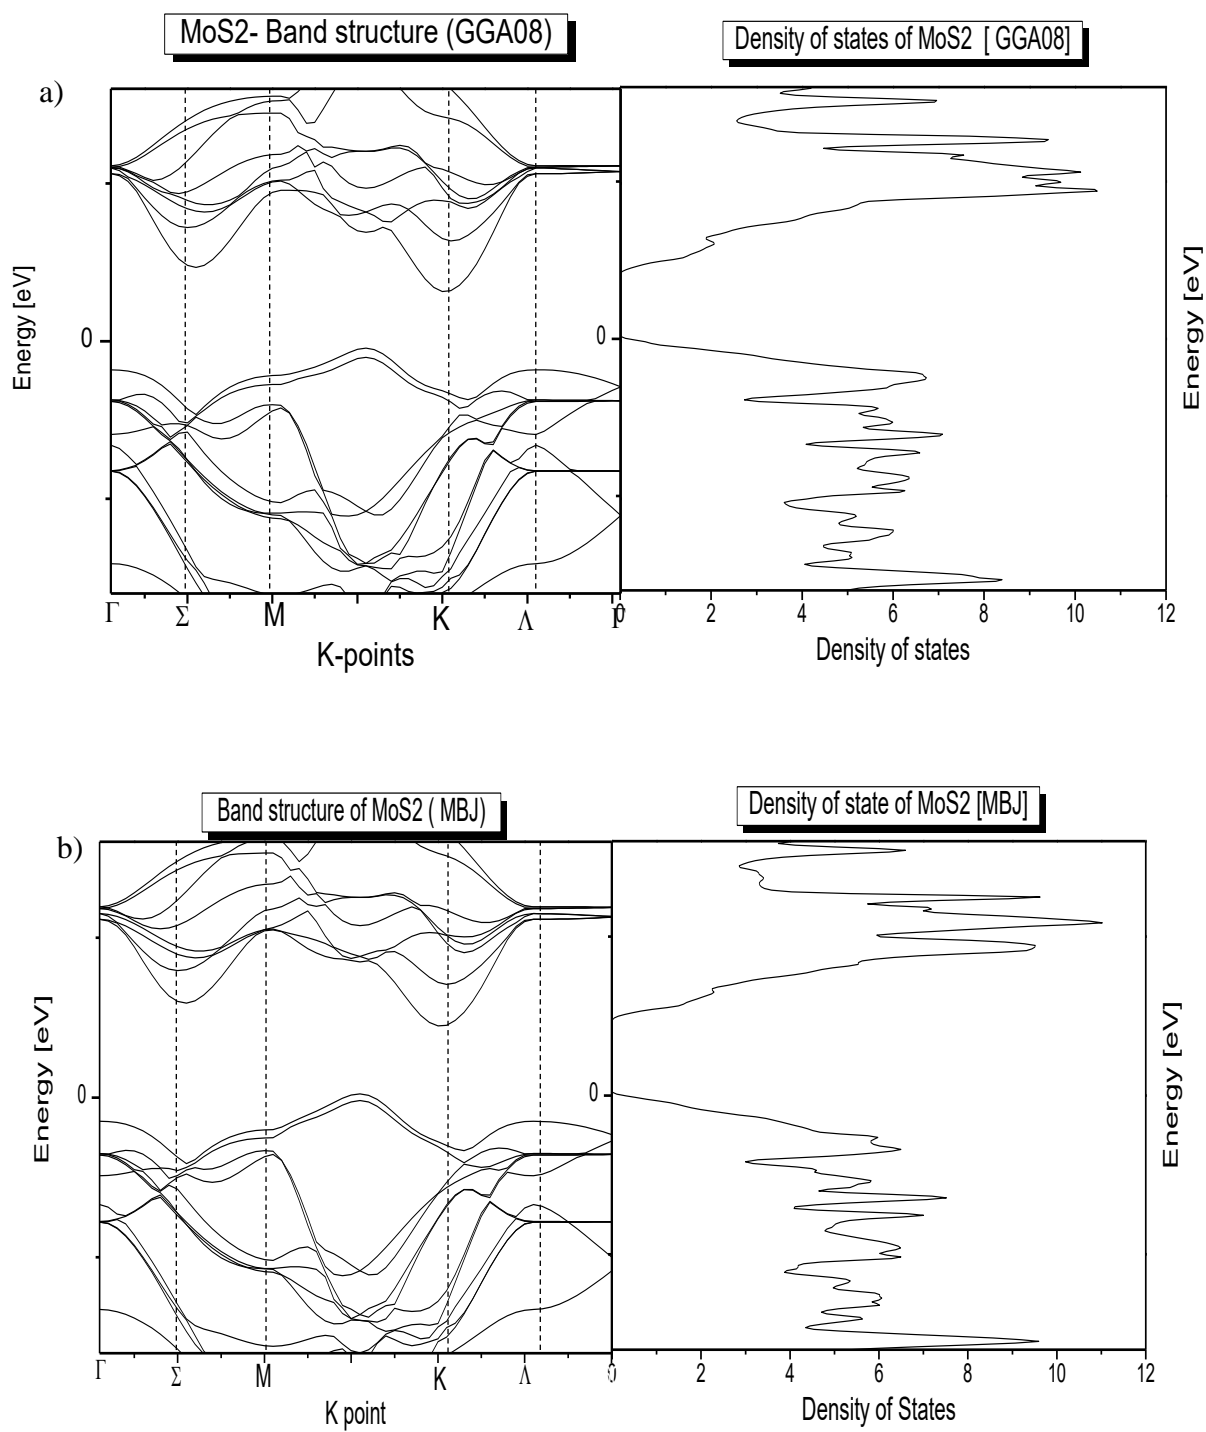 MoS2- Band structure (GGA08)
Density of states of MoS2 [ GGA08]
a)
Energy [eV]
0
0
Energy [eV]
Γ Σ M K Λ Γ
0 2 4 6 8 10 12
K-points
Density of states
Band structure of MoS2 ( MBJ)
Density of state of MoS2 [MBJ]
b)
Energy [eV]
0
0
Energy [eV]
Γ Σ M K Λ
0 2 4 6 8 10 12
K point
Density of States